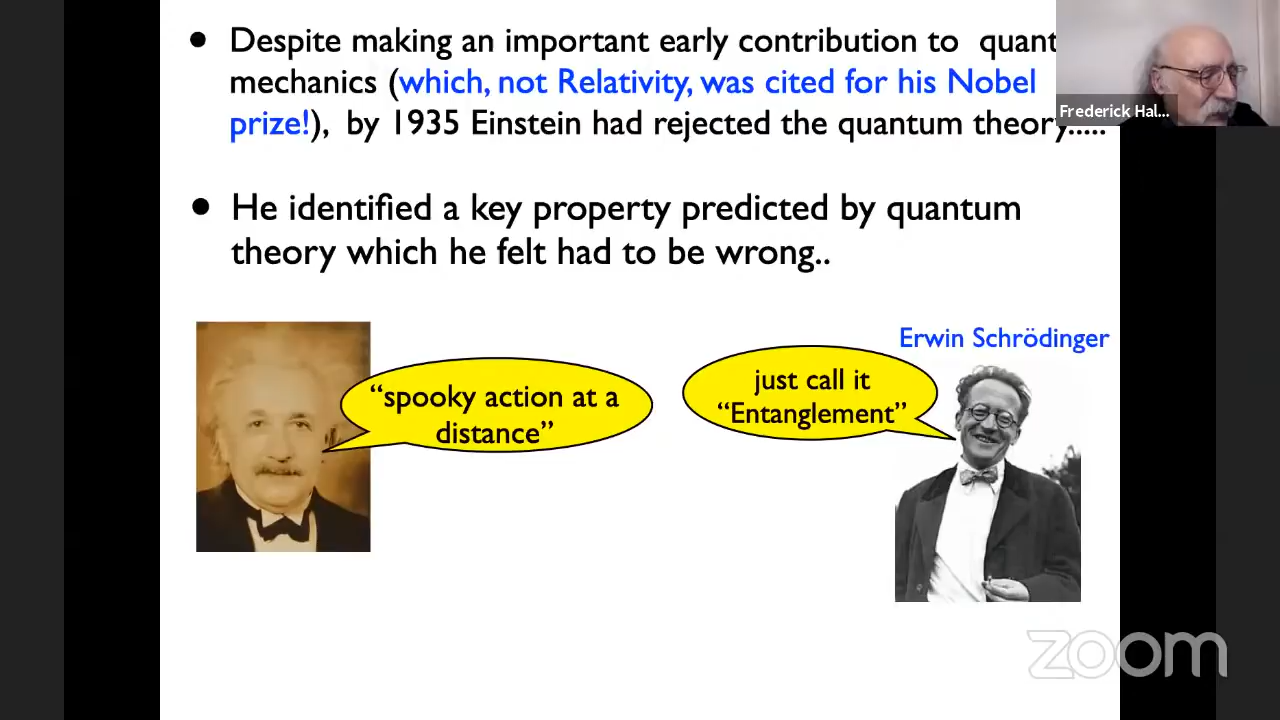 • Despite making an important early contribution to quant
mechanics (which, not Relativity, was cited for his Nobel
prize!), by 1935 Einstein had rejected the quantum theory.....
Frederick Hal...
• He identified a key property predicted by quantum
theory which he felt had to be wrong..
Erwin Schrödinger
“spooky action at a
distance”
just call it
“Entanglement”
zoom